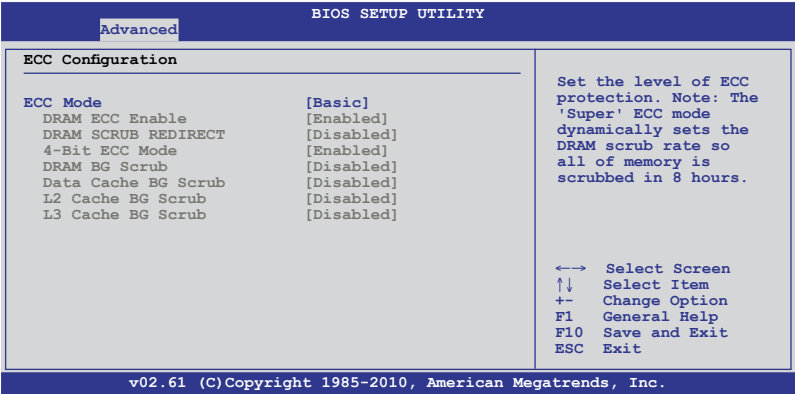 BIOS SETUP UTILITY
Advanced
ECC Configuration
ECC Mode [Basic]
DRAM ECC Enable [Enabled]
DRAM SCRUB REDIRECT [Disabled]
4-Bit ECC Mode [Enabled]
DRAM BG Scrub [Disabled]
Data Cache BG Scrub [Disabled]
L2 Cache BG Scrub [Disabled]
L3 Cache BG Scrub [Disabled]
Set the level of ECC
protection. Note: The
'Super' ECC mode
dynamically sets the
DRAM scrub rate so
all of memory is
scrubbed in 8 hours.
←→ Select Screen
↑↓ Select Item
+- Change Option
F1 General Help
F10 Save and Exit
ESC Exit
v02.61 (C)Copyright 1985-2010, American Megatrends, Inc.